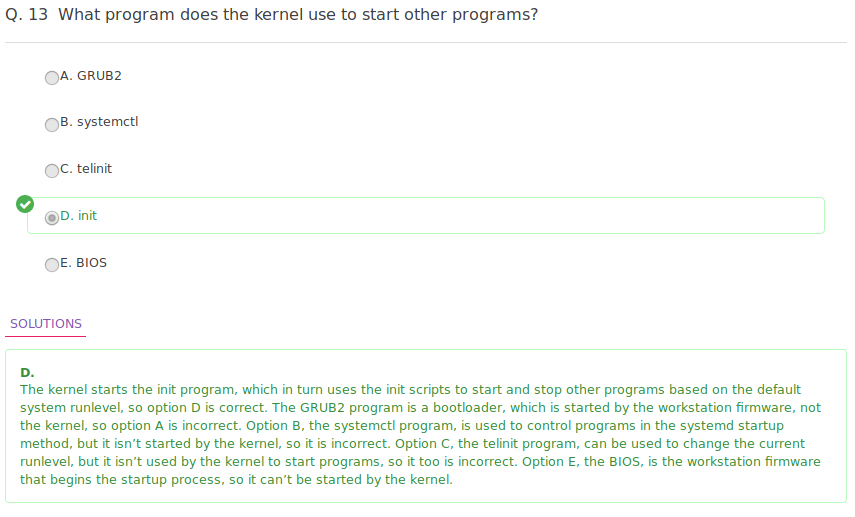 Q. 13  What program does the kernel use to start other programs?
A. GRUB2
B. systemctl
C. telinit
D. init
E. BIOS
SOLUTIONS
D.
The kernel starts the init program, which in turn uses the init scripts to start and stop other programs based on the default
system runlevel, so option D is correct. The GRUB2 program is a bootloader, which is started by the workstation firmware, not
the kernel, so option A is incorrect. Option B, the systemctl program, is used to control programs in the systemd startup
method, but it isn’t started by the kernel, so it is incorrect. Option C, the telinit program, can be used to change the current
runlevel, but it isn’t used by the kernel to start programs, so it too is incorrect. Option E, the BIOS, is the workstation firmware
that begins the startup process, so it can’t be started by the kernel.